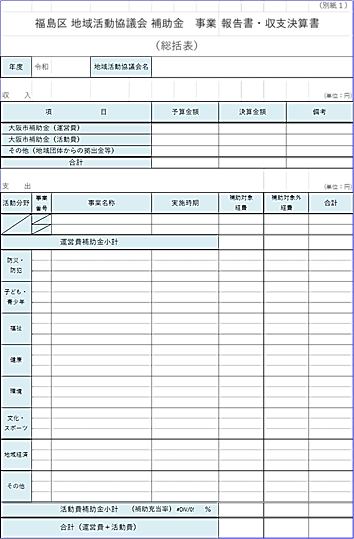 (別紙1)
福島区 地域活動協議会 補助金 事業 報告書・収支決算書
(総括表)
年度 令和 地域活動協議会名
収 入 (単位:円)
項 目 予算金額 決算金額 備考
大阪市補助金(運営費)
大阪市補助金(活動費)
その他(地域団体からの拠出金等)
合計
支 出 (単位:円)
活動分野 事業番号 事業名称 実施時期 補助対象経費 補助対象外経費 合計
運営費補助金小計
防災・
防犯
子ども・
青少年
福祉
健康
環境
文化・
スポーツ
地域経済
その他
活動費補助金小計 (補助充当率) #DIV/0! %
合計(運営費+活動費)